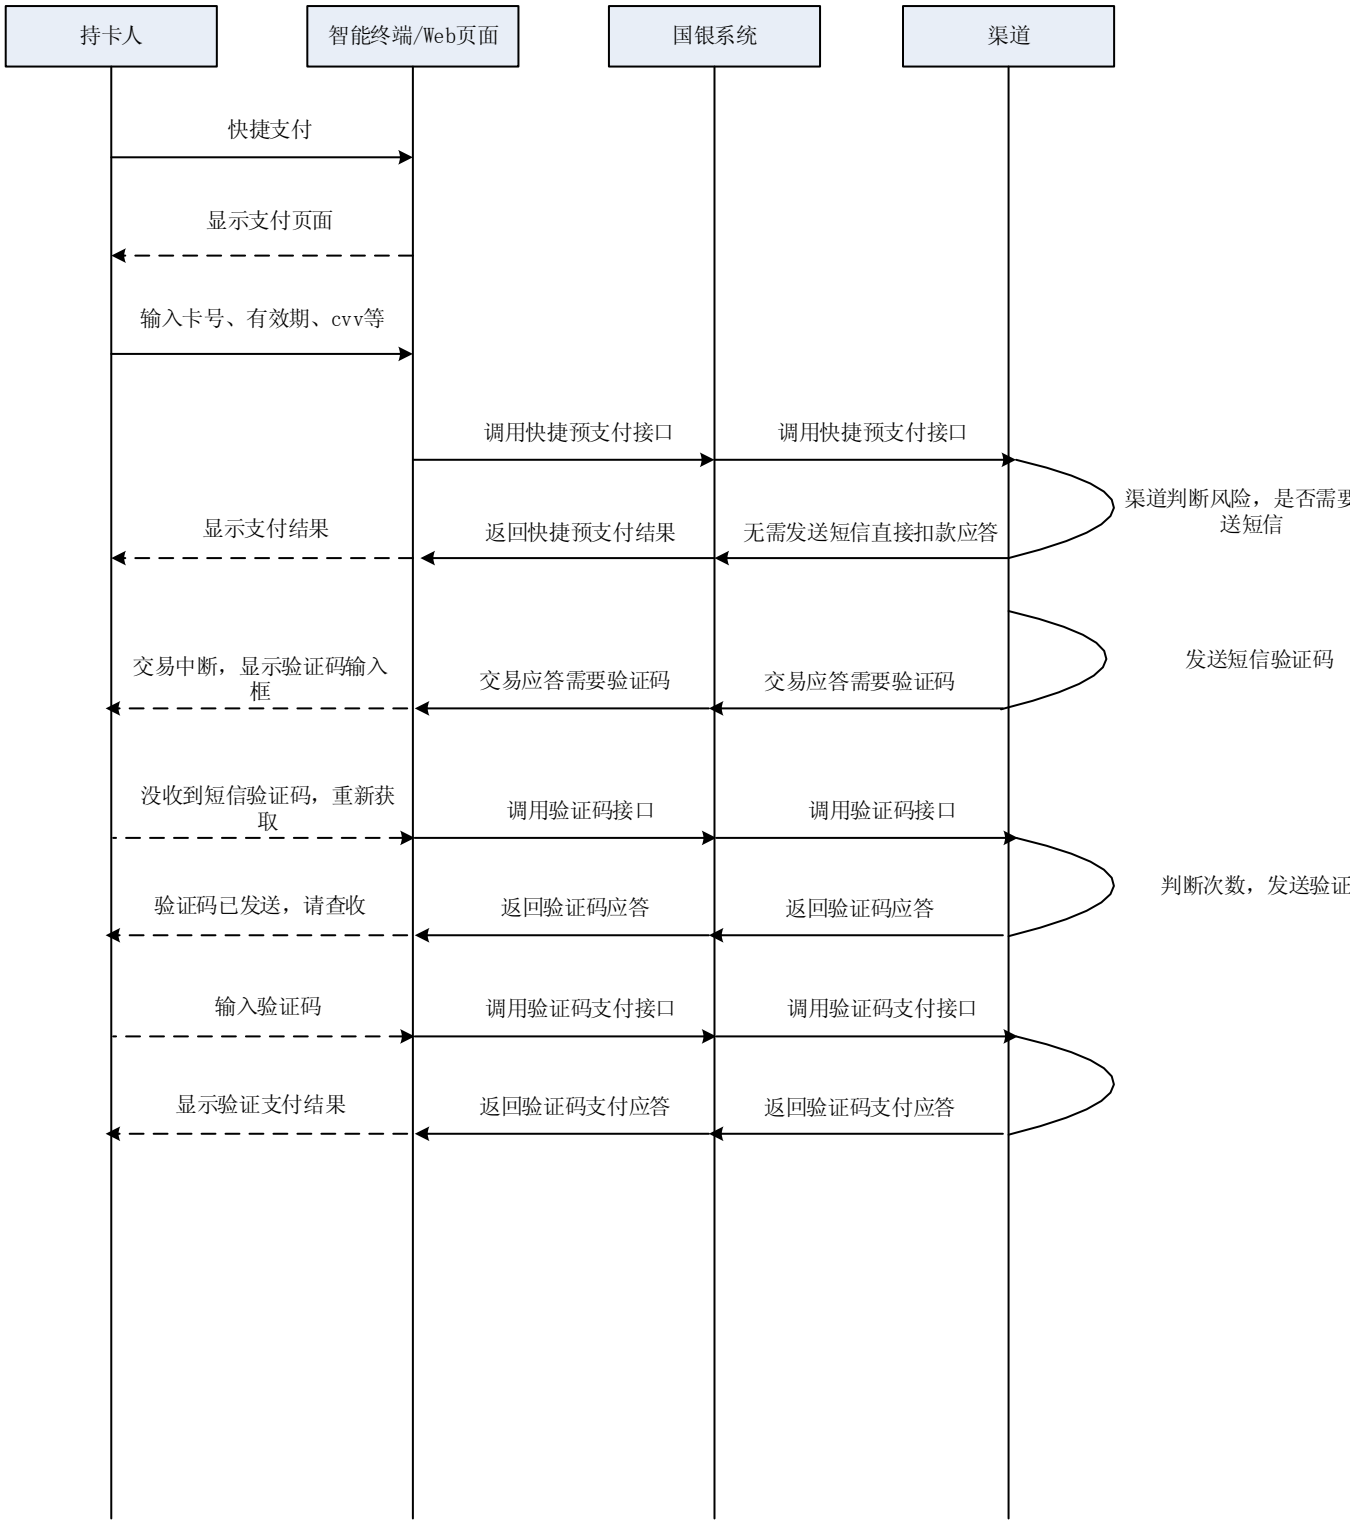 持卡人
智能终端/Web页面
国银系统
渠道
快捷支付
显示支付页面
输入卡号、有效期、cvv等
调用快捷预支付接口
调用快捷预支付接口
渠道判断风险，是否需要
送短信
显示支付结果
返回快捷预支付结果
无需发送短信直接扣款应答
发送短信验证码
交易中断，显示验证码输入
框
交易应答需要验证码
交易应答需要验证码
没收到短信验证码，重新获
取
调用验证码接口
调用验证码接口
判断次数，发送验证
验证码已发送，请查收
返回验证码应答
返回验证码应答
输入验证码
调用验证码支付接口
调用验证码支付接口
显示验证支付结果
返回验证码支付应答
返回验证码支付应答